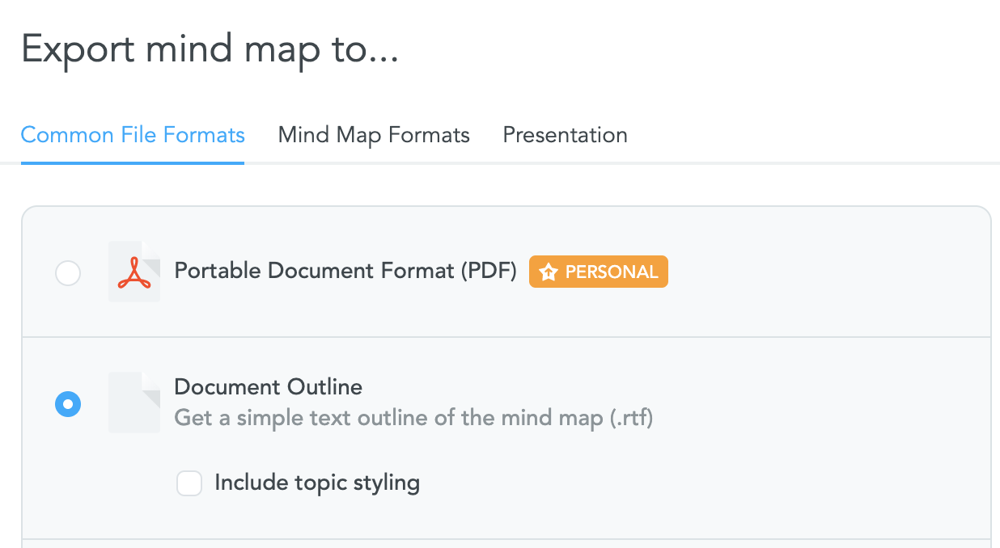 Export mind map to...
Common File Formats Mind Map Formats Presentation
Portable Document Format (PDF) PERSONAL
Document Outline
Get a simple text outline of the mind map (.rtf)
Include topic styling